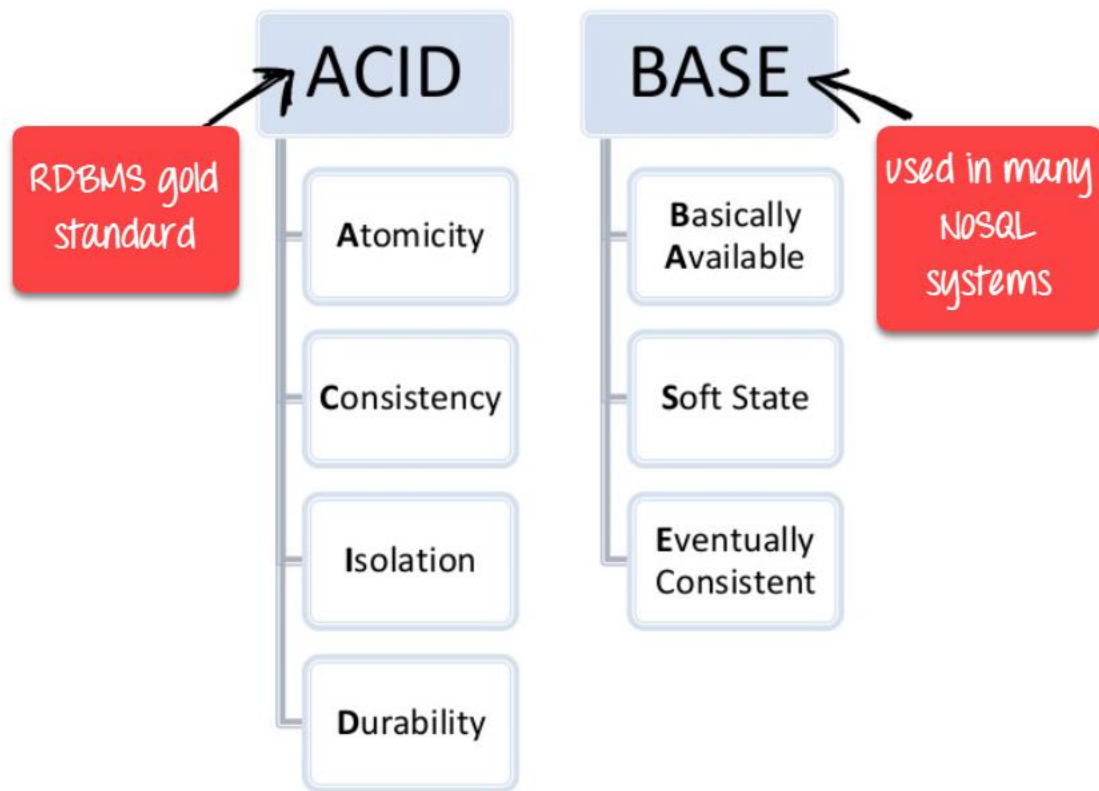 ACID
BASE
RDBMS gold
standard
used in many
NoSQL
systems
Atomicity
Consistency
Isolation
Durability
Basically
Available
Soft State
Eventually
Consistent